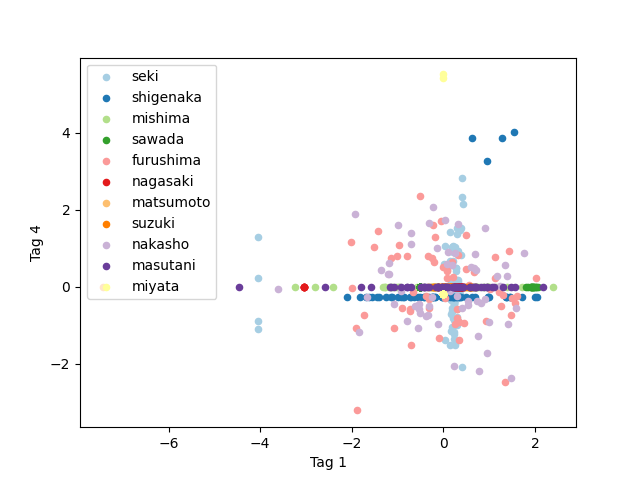 seki
shigenaka
mishima
sawada
furushima
nagasaki
matsumoto
suzuki
nakasho
masutani
miyata
Tag 4
4
2
0
−2
−6
−4
−2
0
2
Tag 1